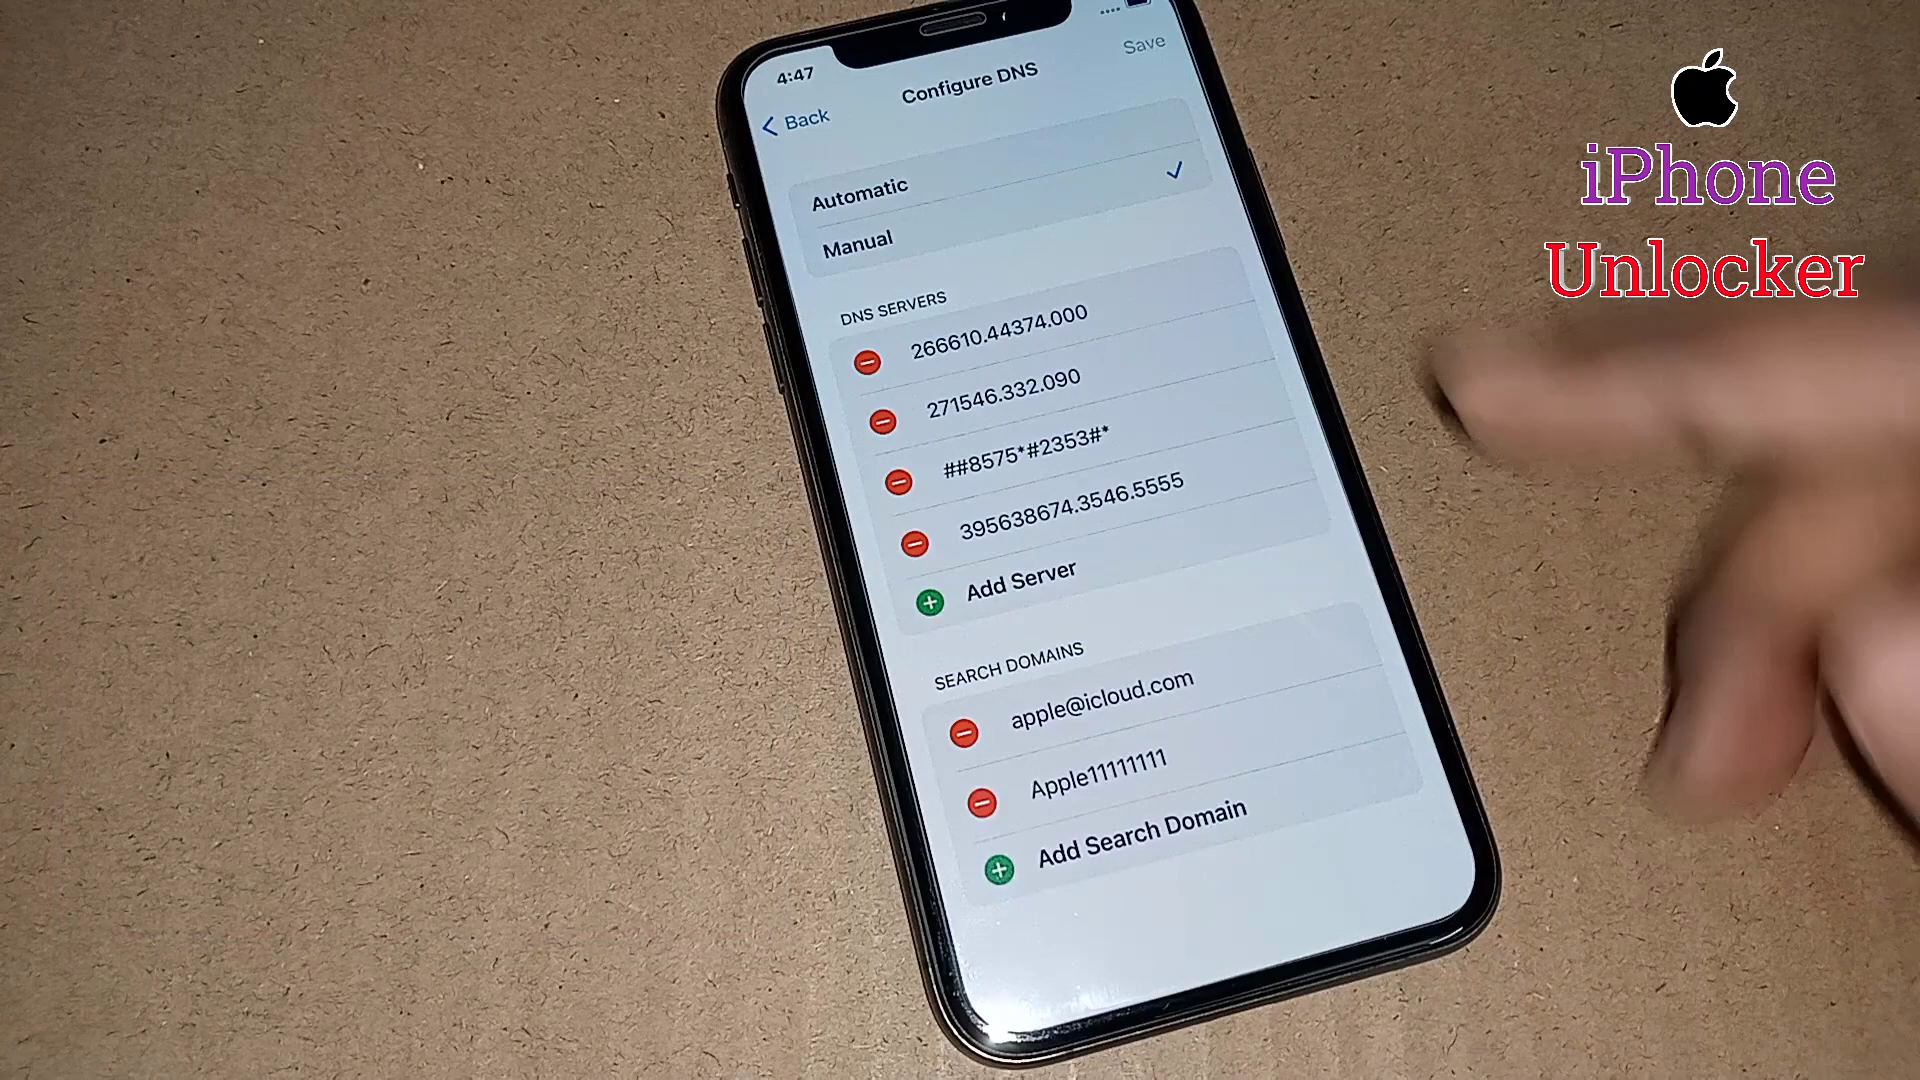 4:47
Save
Configure DNS
Back
Automatic
Manual
DNS SERVERS
266610.44374.000
271546.332.090
##8575*#2353#*
395638674.3546.5555
Add Server
SEARCH DOMAINS
apple@icloud.com
Apple11111111
Add Search Domain
iPhone
Unlocker